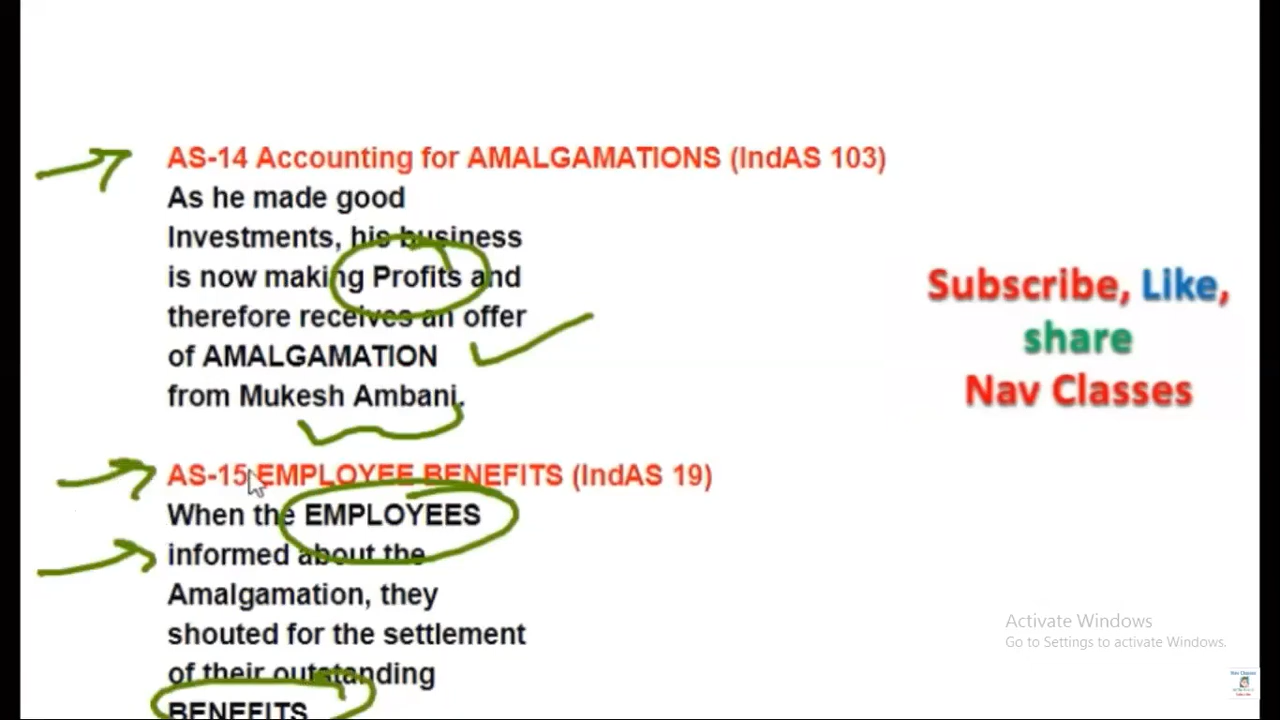 AS-14 Accounting for AMALGAMATIONS (IndAS 103)
As he made good
Investments, his business
is now making Profits and
therefore receives an offer
of AMALGAMATION
from Mukesh Ambani.
AS-15 EMPLOYEE BENEFITS (IndAS 19)
When the EMPLOYEES
informed about the
Amalgamation, they
shouted for the settlement
of their outstanding
BENEFITS
Subscribe, Like,
share
Nav Classes
Activate Windows
Go to Settings to activate Windows.
Nav Classes